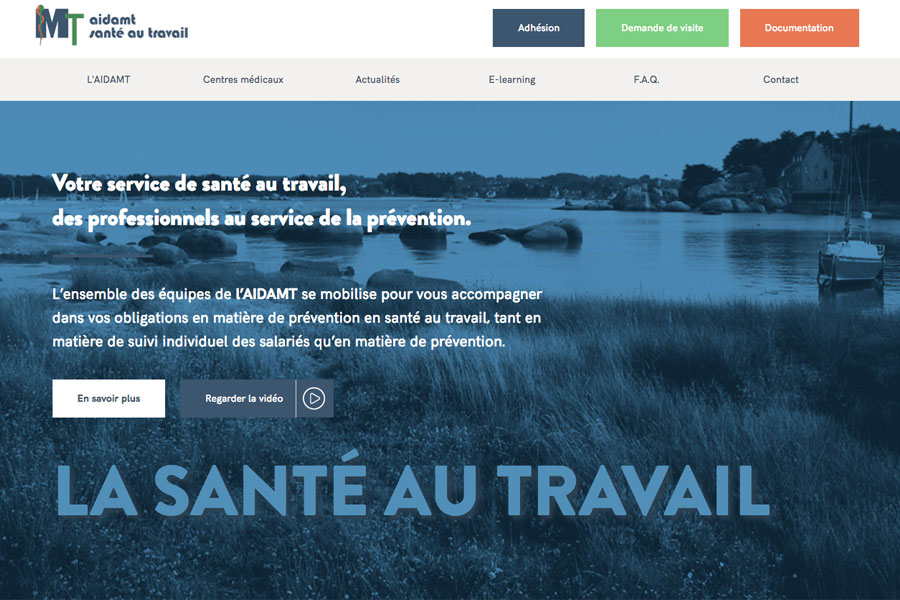 MT aidamt
santé au travail
Adhésion
Demande de visite
Documentation
L'AIDAMT
Centres médicaux
Actualités
E-learning
F.A.Q.
Contact
Votre service de santé au travail,
des professionnels au service de la prévention.
L’ensemble des équipes de l’AIDAMT se mobilise pour vous accompagner
dans vos obligations en matière de prévention en santé au travail, tant en
matière de suivi individuel des salariés qu’en matière de prévention.
En savoir plus
Regarder la vidéo
LA SANTÉ AU TRAVAIL